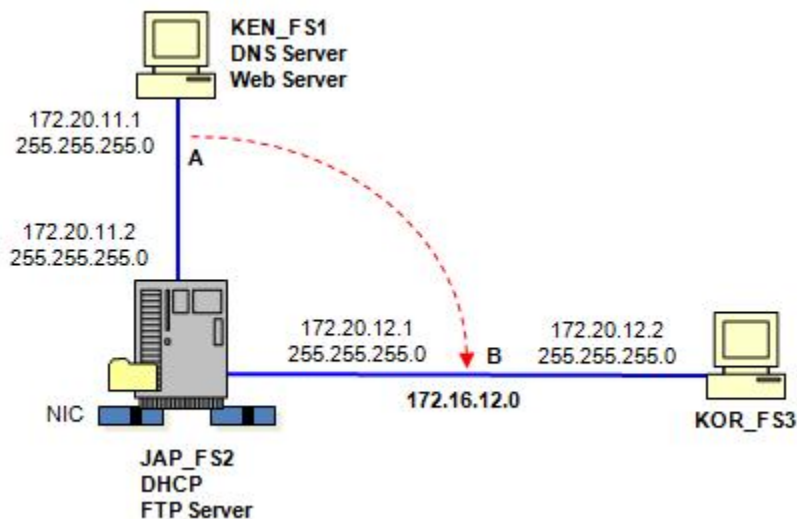 KEN_FS1
DNS Server
Web Server
172.20.11.1
255.255.255.0
A
172.20.11.2
255.255.255.0
172.20.12.1
255.255.255.0
B
172.20.12.2
255.255.255.0
172.16.12.0
NIC
KOR_FS3
JAP_FS2
DHCP
FTP Server